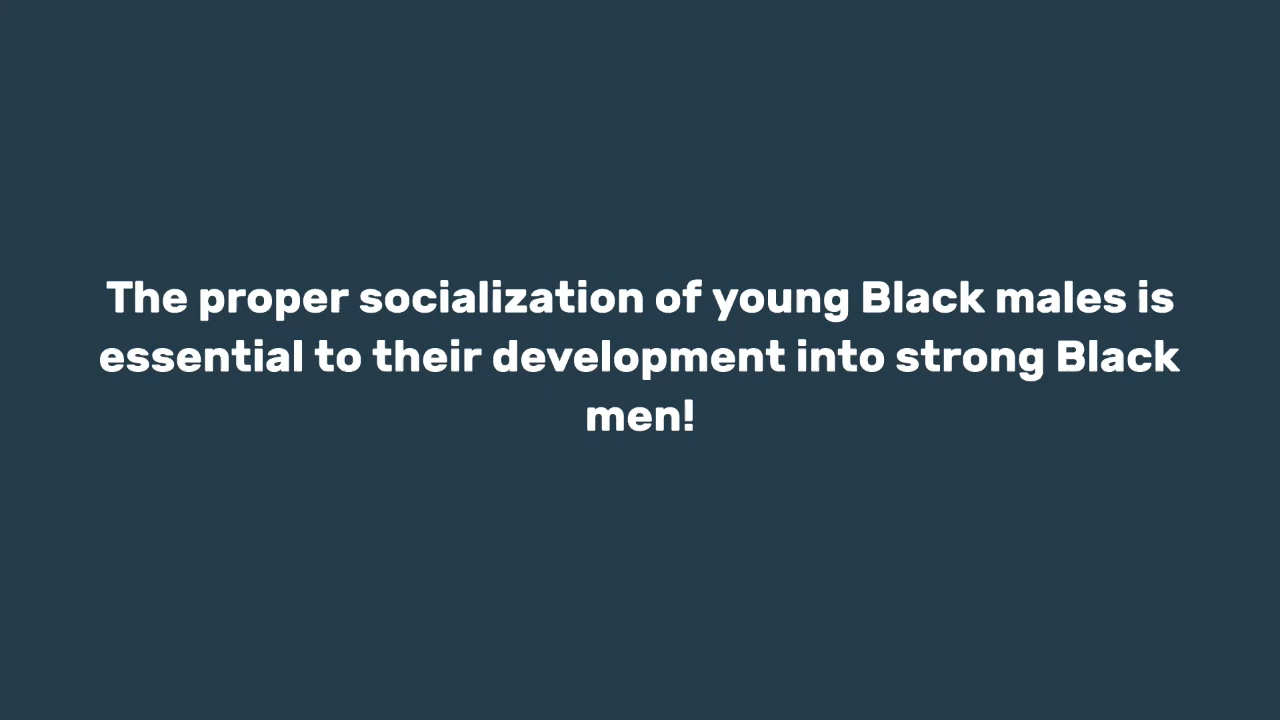 The proper socialization of young Black males is
essential to their development into strong Black
men!